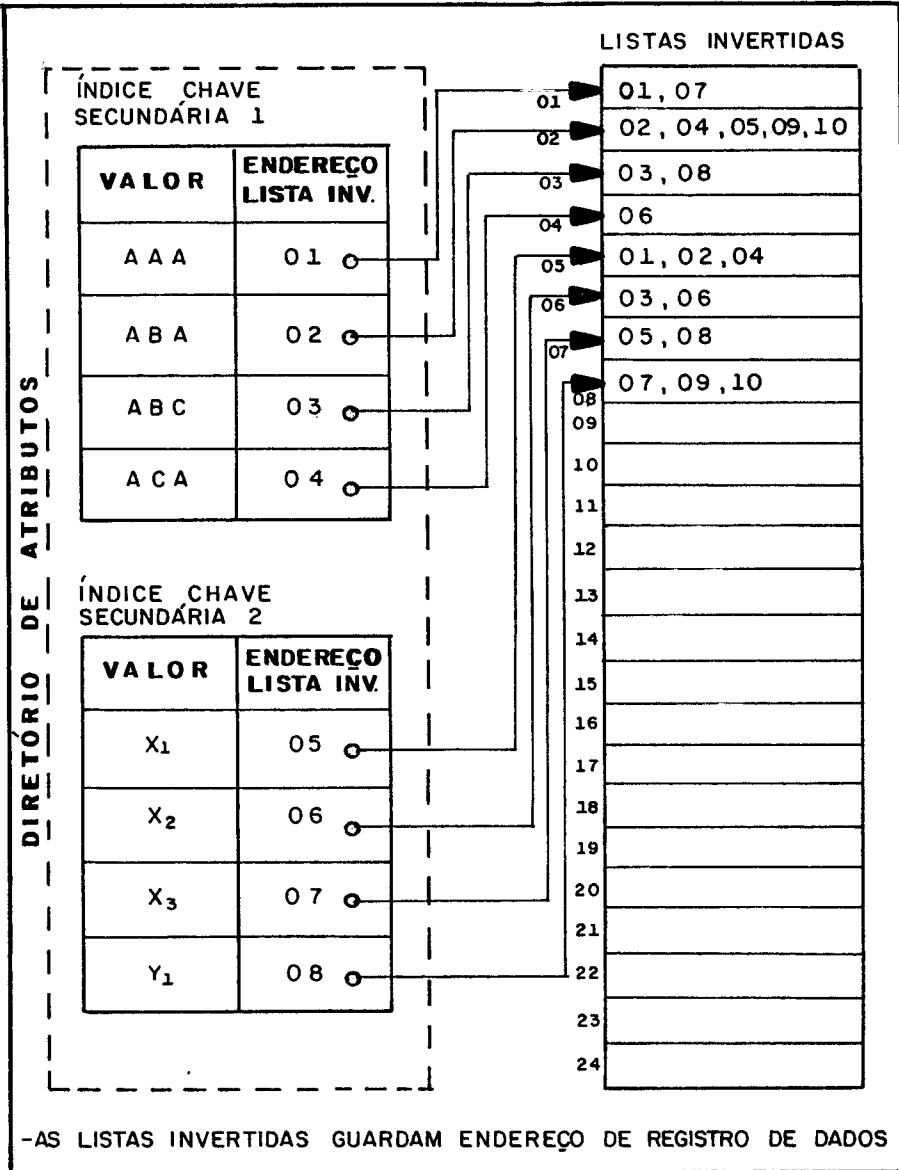 LISTAS INVERTIDAS
ÍNDICE CHAVE
SECUNDÁRIA 1
VALOR ENDEREÇO LISTA INV.
AAA 01
ABA 02
ABC 03
ACA 04
ÍNDICE CHAVE
SECUNDÁRIA 2
VALOR ENDEREÇO LISTA INV.
X1 05
X2 06
X3 07
Y1 08
DIRETÓRIO DE ATRIBUTOS
01 01,07
02 02,04,05,09,10
03 03,08
04 06
05 01,02,04
06 03,06
07 05,08
08 07,09,10
09
10
11
12
13
14
15
16
17
18
19
20
21
22
23
24
-AS LISTAS INVERTIDAS GUARDAM ENDEREÇO DE REGISTRO DE DADOS